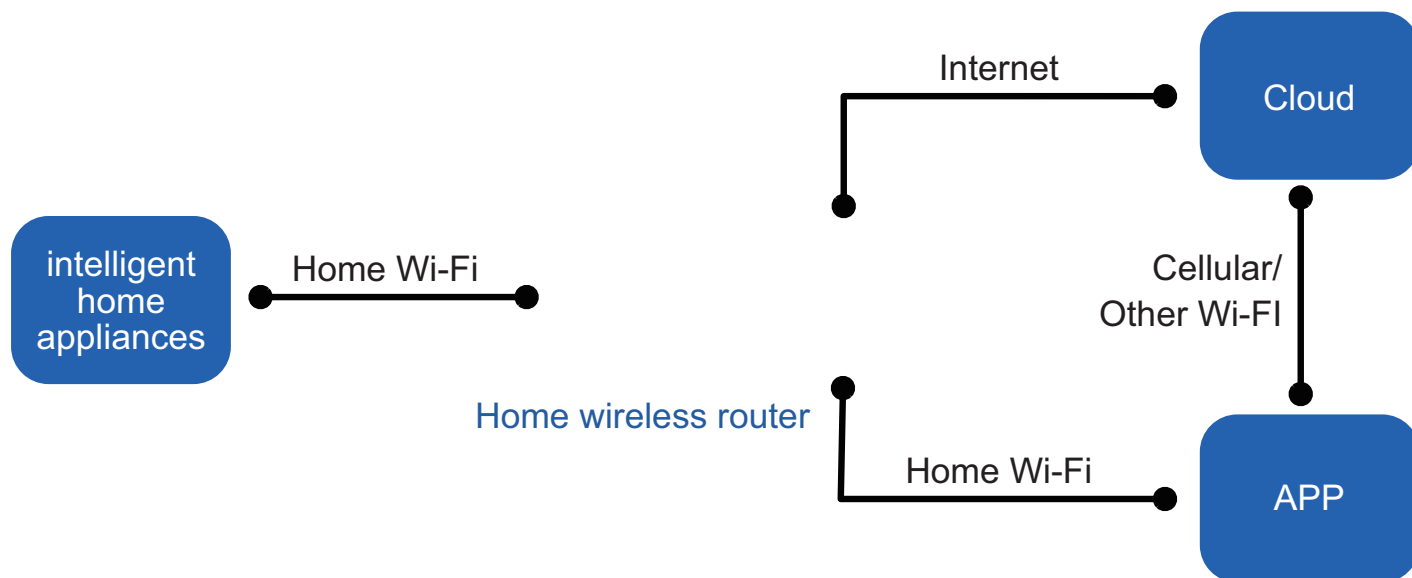 Internet
Cloud
intelligent
home
appliances
Home Wi-Fi
Cellular/
Other Wi-FI
Home wireless router
Home Wi-Fi
APP